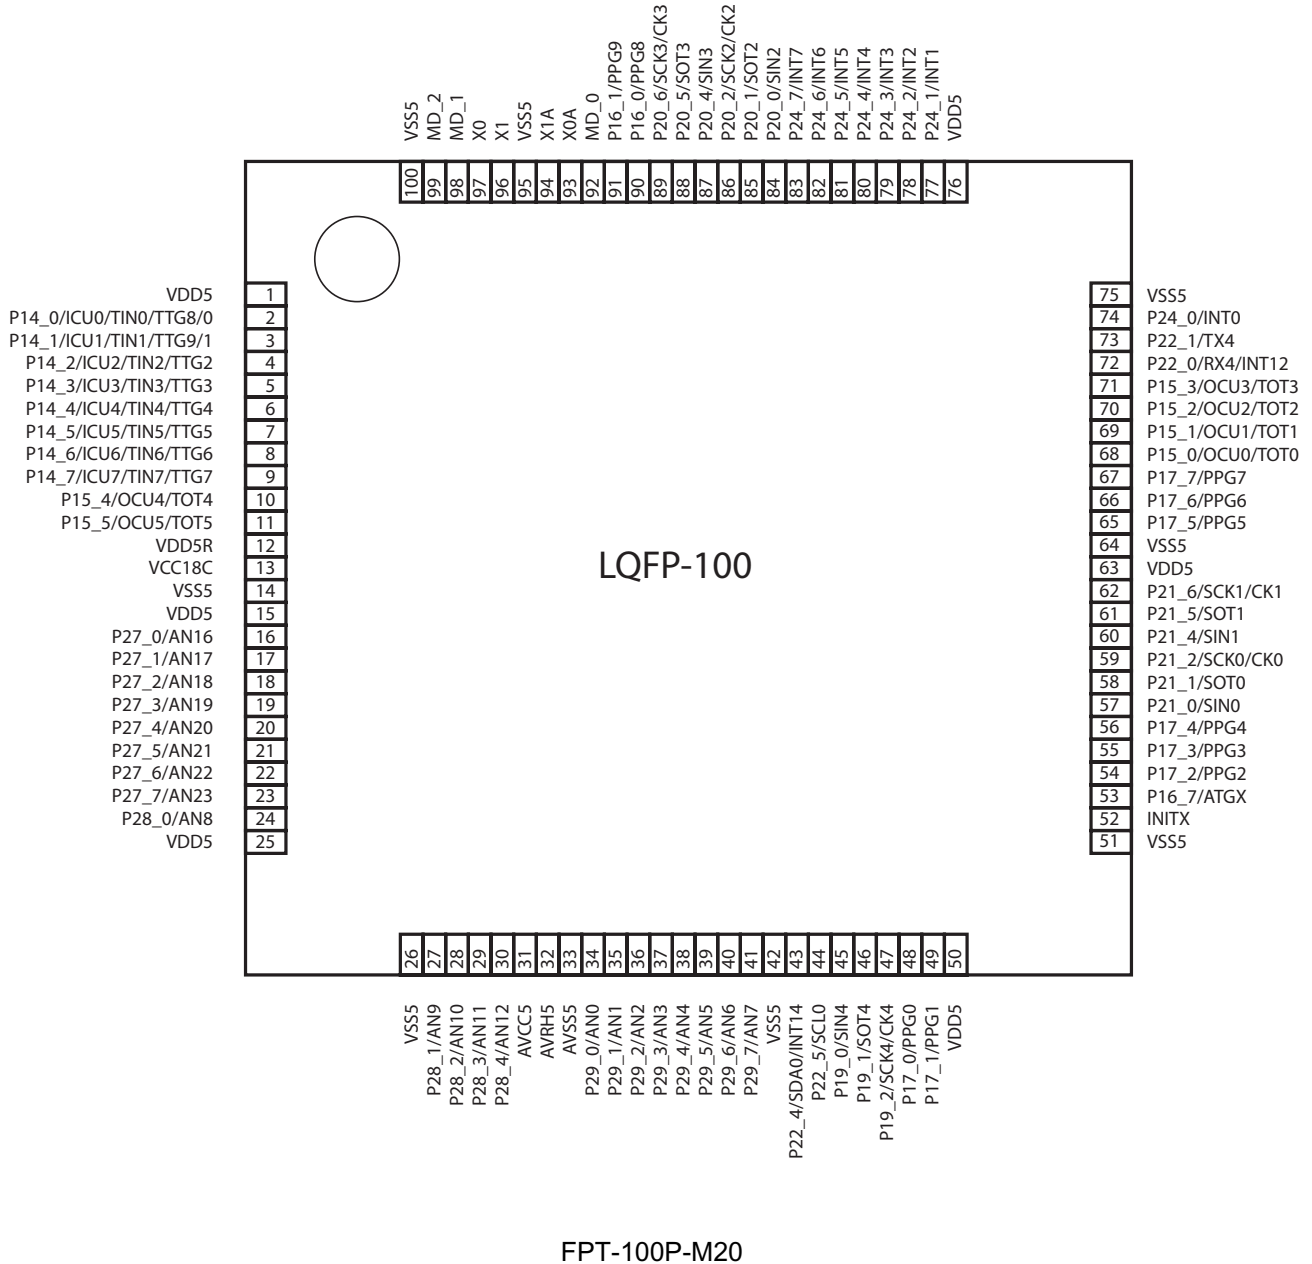 VSS5
MD_2
MD_1
X0
X1
VSS5
X1A
X0A
MD_0
P16_1/PPG9
P16_0/PPG8
P20_6/SCK3/CK3
P20_5/SOT3
P20_4/SIN3
P20_2/SCK2/CK2
P20_1/SOT2
P20_0/SIN2
P24_7/INT7
P24_6/INT6
P24_5/INT5
P24_4/INT4
P24_3/INT3
P24_2/INT2
P24_1/INT1
VDD5
100
99
98
97
96
95
94
93
92
91
90
89
88
87
86
85
84
83
82
81
80
79
78
77
76
VDD5 1
P14_0/ICU0/TIN0/TTG8/0 2
P14_1/ICU1/TIN1/TTG9/1 3
P14_2/ICU2/TIN2/TTG2 4
P14_3/ICU3/TIN3/TTG3 5
P14_4/ICU4/TIN4/TTG4 6
P14_5/ICU5/TIN5/TTG5 7
P14_6/ICU6/TIN6/TTG6 8
P14_7/ICU7/TIN7/TTG7 9
P15_4/OCU4/TOT4 10
P15_5/OCU5/TOT5 11
VDD5R 12
VCC18C 13
VSS5 14
VDD5 15
P27_0/AN16 16
P27_1/AN17 17
P27_2/AN18 18
P27_3/AN19 19
P27_4/AN20 20
P27_5/AN21 21
P27_6/AN22 22
P27_7/AN23 23
P28_0/AN8 24
VDD5 25
LQFP-100
75 VSS5
74 P24_0/INT0
73 P22_1/TX4
72 P22_0/RX4/INT12
71 P15_3/OCU3/TOT3
70 P15_2/OCU2/TOT2
69 P15_1/OCU1/TOT1
68 P15_0/OCU0/TOT0
67 P17_7/PPG7
66 P17_6/PPG6
65 P17_5/PPG5
64 VSS5
63 VDD5
62 P21_6/SCK1/CK1
61 P21_5/SOT1
60 P21_4/SIN1
59 P21_2/SCK0/CK0
58 P21_1/SOT0
57 P21_0/SIN0
56 P17_4/PPG4
55 P17_3/PPG3
54 P17_2/PPG2
53 P16_7/ATGX
52 INITX
51 VSS5
26
27
28
29
30
31
32
33
34
35
36
37
38
39
40
41
42
43
44
45
46
47
48
49
50
VSS5
P28_1/AN9
P28_2/AN10
P28_3/AN11
P28_4/AN12
AVCC5
AVRH5
AVSS5
P29_0/AN0
P29_1/AN1
P29_2/AN2
P29_3/AN3
P29_4/AN4
P29_5/AN5
P29_6/AN6
P29_7/AN7
VSS5
P22_4/SDA0/INT14
P22_5/SCL0
P19_0/SIN4
P19_1/SOT4
P19_2/SCK4/CK4
P17_0/PPG0
P17_1/PPG1
VDD5
FPT-100P-M20